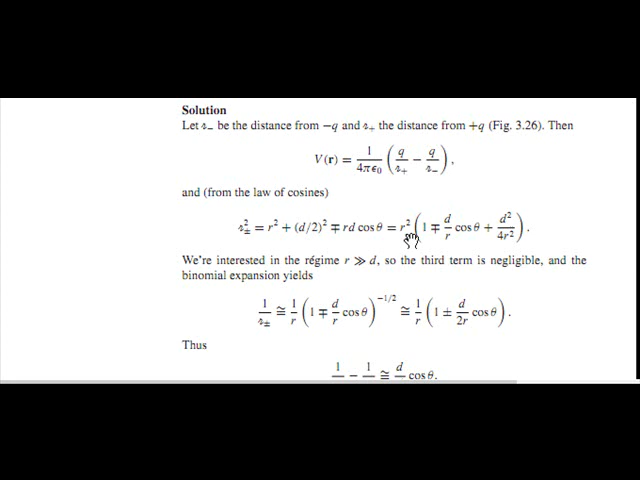 Solution
Let 𝓇₋ be the distance from −q and 𝓇₊ the distance from +q (Fig. 3.26). Then
V(r) = 1/(4πϵ₀) (q/𝓇₊ − q/𝓇₋),
and (from the law of cosines)
𝓇±² = r² + (d/2)² ∓ rd cos θ = r² (1 ∓ d/r cos θ + d²/4r²).
We're interested in the régime r ≫ d, so the third term is negligible, and the
binomial expansion yields
1/𝓇± ≅ 1/r (1 ∓ d/r cos θ)^−1/2 ≅ 1/r (1 ± d/2r cos θ).
Thus
1 − 1 ≅ d cos θ.